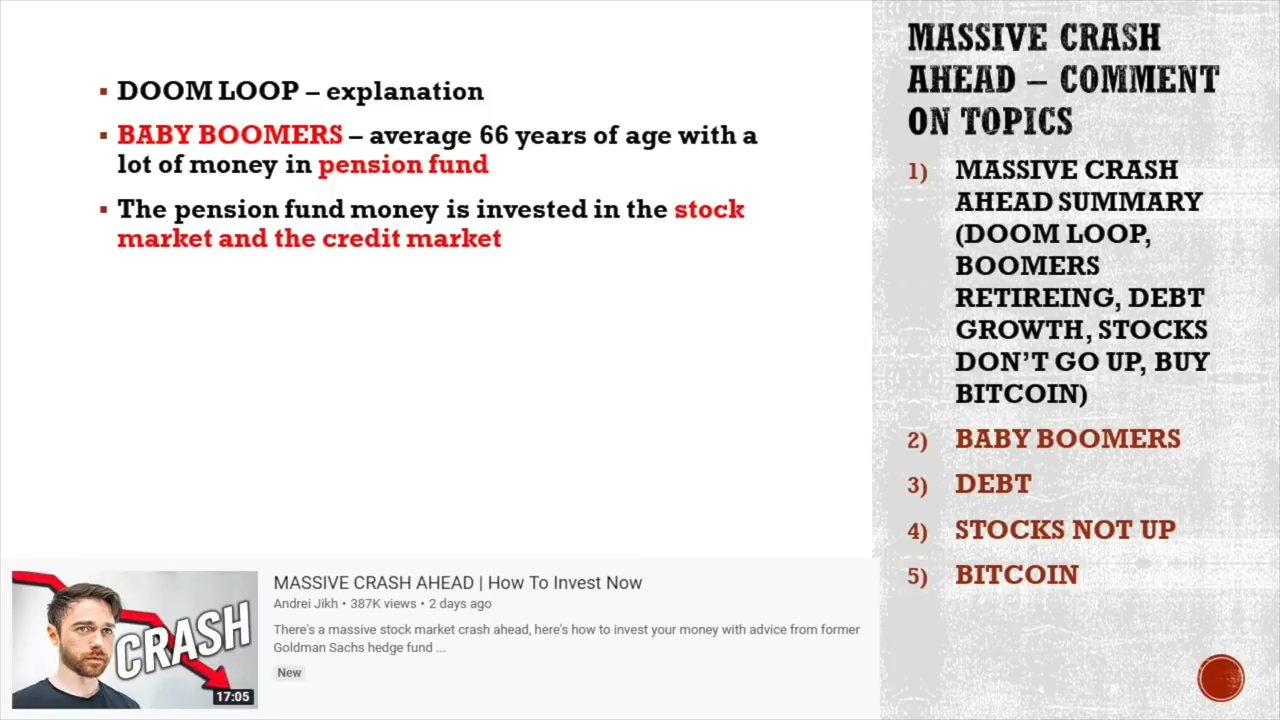 DOOM LOOP – explanation
BABY BOOMERS – average 66 years of age with a
lot of money in pension fund
The pension fund money is invested in the stock
market and the credit market
MASSIVE CRASH
AHEAD – COMMENT
ON TOPICS
1) MASSIVE CRASH
AHEAD SUMMARY
(DOOM LOOP,
BOOMERS
RETIREING, DEBT
GROWTH, STOCKS
DON'T GO UP, BUY
BITCOIN)
2) BABY BOOMERS
3) DEBT
4) STOCKS NOT UP
5) BITCOIN
CRASH
17:05
MASSIVE CRASH AHEAD | How To Invest Now
Andrei Jikh • 387K views • 2 days ago
There's a massive stock market crash ahead, here's how to invest your money with advice from former
Goldman Sachs hedge fund ...
New